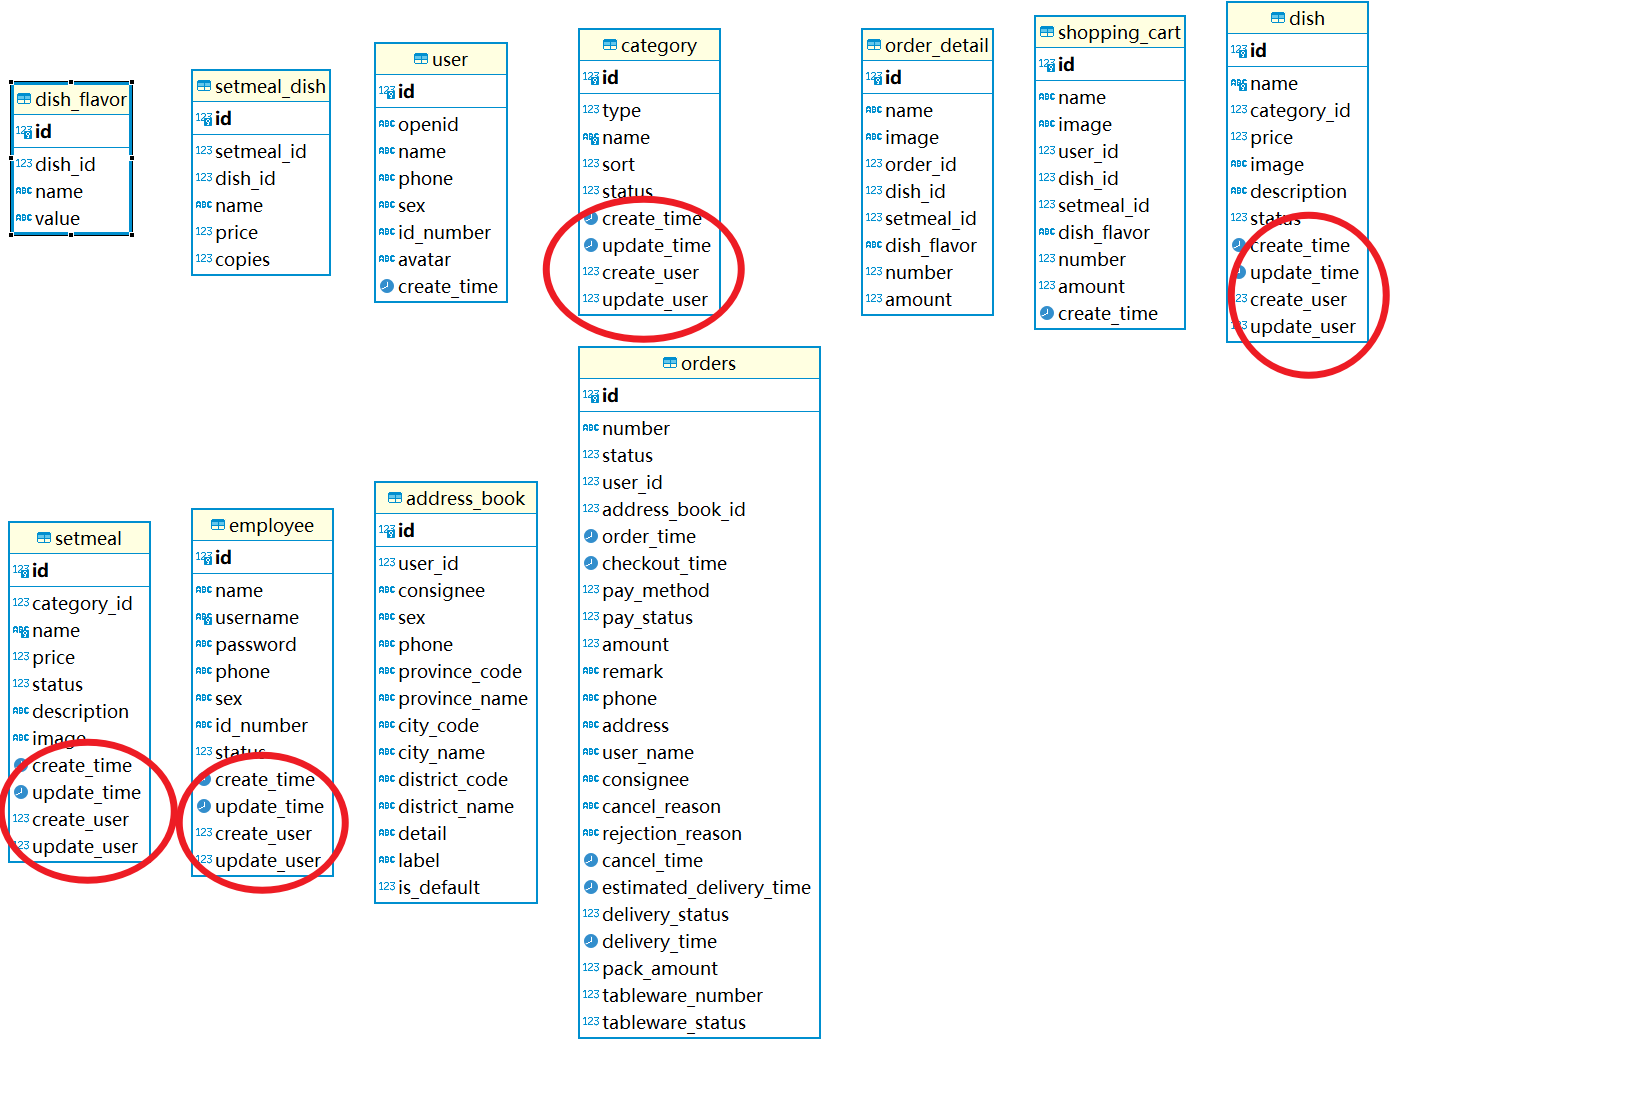 dish_flavor
id
dish_id
name
value
setmeal_dish
id
setmeal_id
dish_id
name
price
copies
user
id
openid
name
phone
sex
id_number
avatar
create_time
category
id
type
name
sort
status
create_time
update_time
create_user
update_user
order_detail
id
name
image
order_id
dish_id
setmeal_id
dish_flavor
number
amount
shopping_cart
id
name
image
user_id
dish_id
setmeal_id
dish_flavor
number
amount
create_time
dish
id
name
category_id
price
image
description
status
create_time
update_time
create_user
update_user
setmeal
id
category_id
name
price
status
description
image
create_time
update_time
create_user
update_user
employee
id
name
username
password
phone
sex
id_number
status
create_time
update_time
create_user
update_user
address_book
id
user_id
consignee
sex
phone
province_code
province_name
city_code
city_name
district_code
district_name
detail
label
is_default
orders
id
number
status
user_id
address_book_id
order_time
checkout_time
pay_method
pay_status
amount
remark
phone
address
user_name
consignee
cancel_reason
rejection_reason
cancel_time
estimated_delivery_time
delivery_status
delivery_time
pack_amount
tableware_number
tableware_status